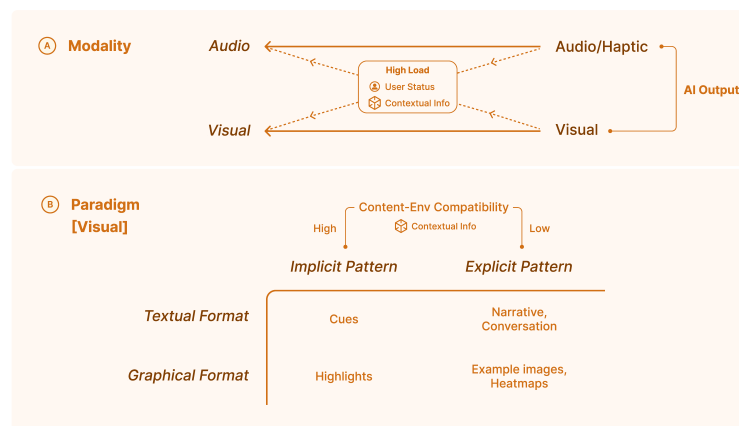 A Modality
Audio
Audio/Haptic
High Load
User Status
Contextual Info
AI Output
Visual
Visual
B Paradigm
[Visual]
Content-Env Compatibility
High
Contextual Info
Low
Implicit Pattern
Explicit Pattern
Textual Format
Cues
Narrative,
Conversation
Graphical Format
Highlights
Example images,
Heatmaps